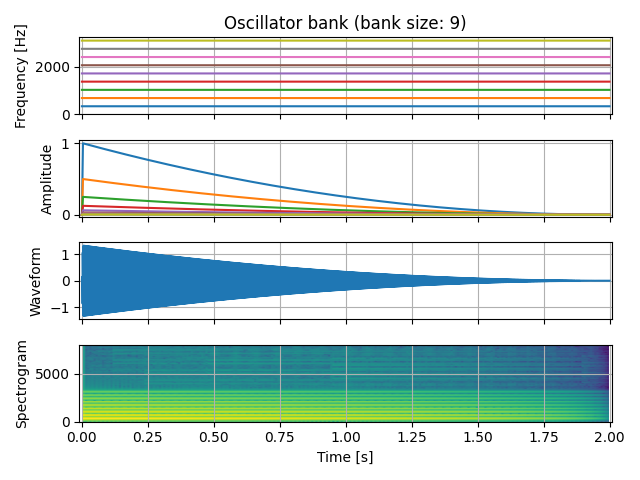 Oscillator bank (bank size: 9)
Frequency [Hz]
2000
0
Amplitude
1
0
Waveform
1
0
−1
Spectrogram
5000
0
0.00 0.25 0.50 0.75 1.00 1.25 1.50 1.75 2.00
Time [s]